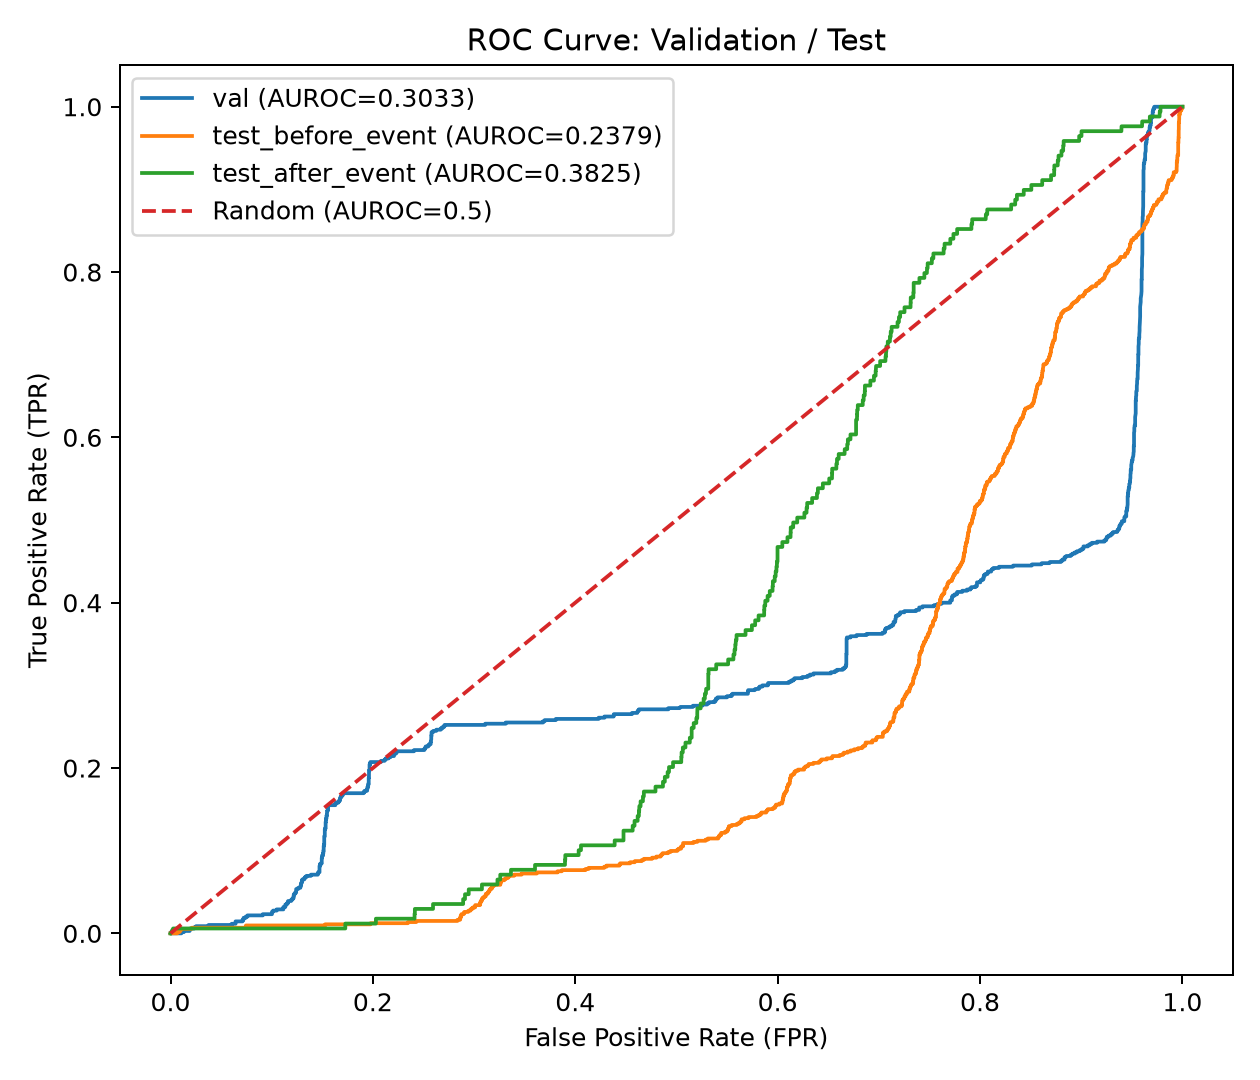 ROC Curve: Validation / Test
val (AUROC=0.3033)
test_before_event (AUROC=0.2379)
test_after_event (AUROC=0.3825)
Random (AUROC=0.5)
True Positive Rate (TPR)
1.0
0.8
0.6
0.4
0.2
0.0
0.0 0.2 0.4 0.6 0.8 1.0
False Positive Rate (FPR)